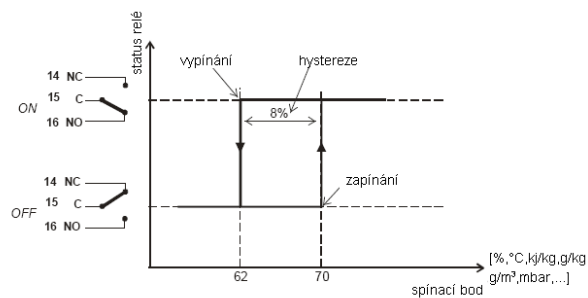 status relé
vypínání
hystereze
14 NC
15 C
16 NO
ON
8%
14 NC
15 C
16 NO
OFF
zapínání
62
70
[%,°C,kj/kg,g/kg
g/m³,mbar,...]
spínací bod